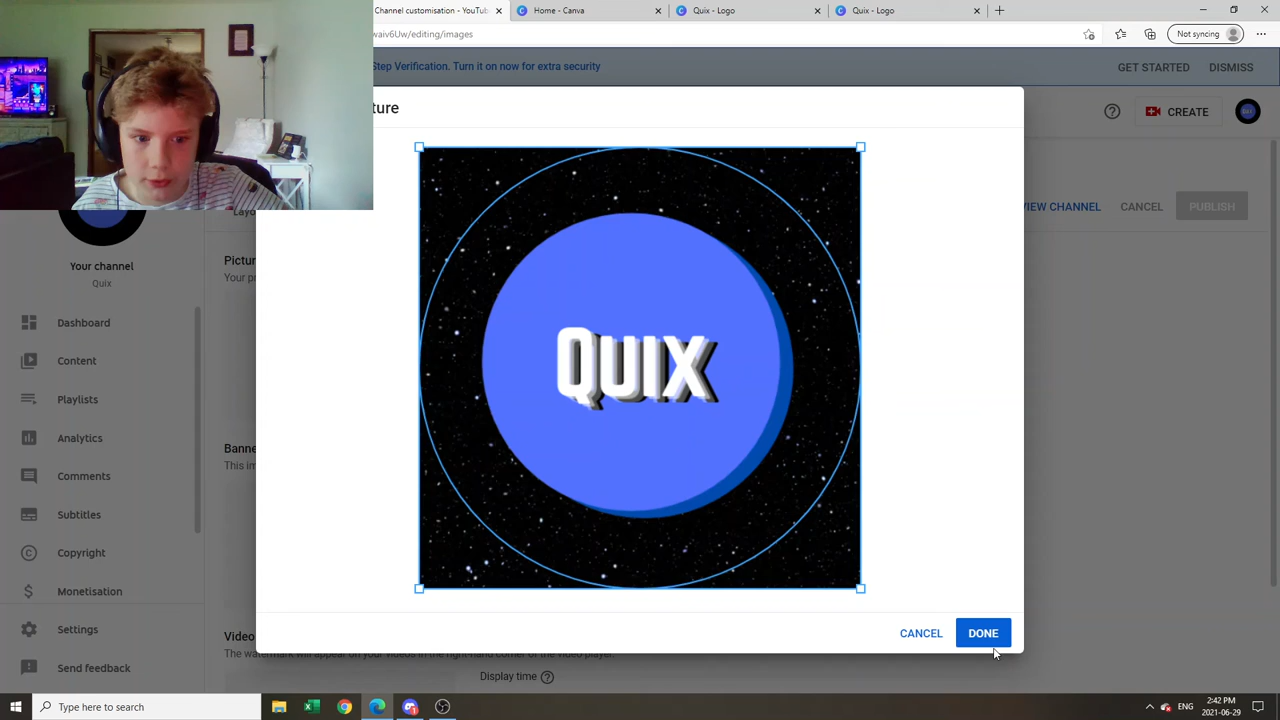 Channel customisation - YouTub
Home - Canva
Quix - Logo
Quix - Logo
waiv6Uw/editing/images
Not syncing
Step Verification. Turn it on now for extra security
GET STARTED
DISMISS
ture
CREATE
VIEW CHANNEL
CANCEL
PUBLISH
Layo
Your channel
Quix
Pictur
Your pr
Dashboard
Content
Playlists
Analytics
Comments
Subtitles
Copyright
Monetisation
Settings
Send feedback
Banne
This im
QUIX
CANCEL
DONE
Video
The watermark will appear on your videos in the right-hand corner of the video player.
Display time
Type here to search
ENG
2:42 PM
2021-06-29